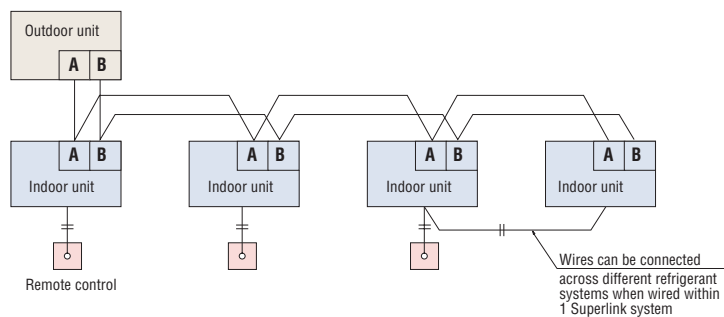 Outdoor unit
A B
A B
A B
A B
A B
Indoor unit
Indoor unit
Indoor unit
Indoor unit
Remote control
Wires can be connected
across different refrigerant
systems when wired within
1 Superlink system